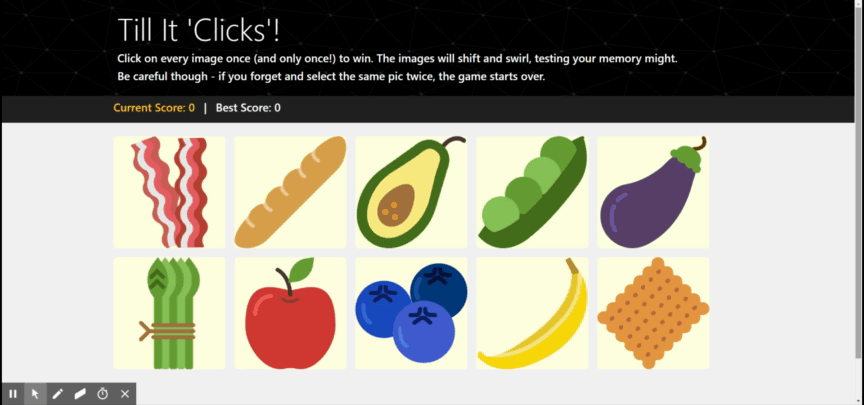 Till It 'Clicks'!
Click on every image once (and only once!) to win. The images will shift and swirl, testing your memory might.
Be careful though - if you forget and select the same pic twice, the game starts over.
Current Score: 0 | Best Score: 0